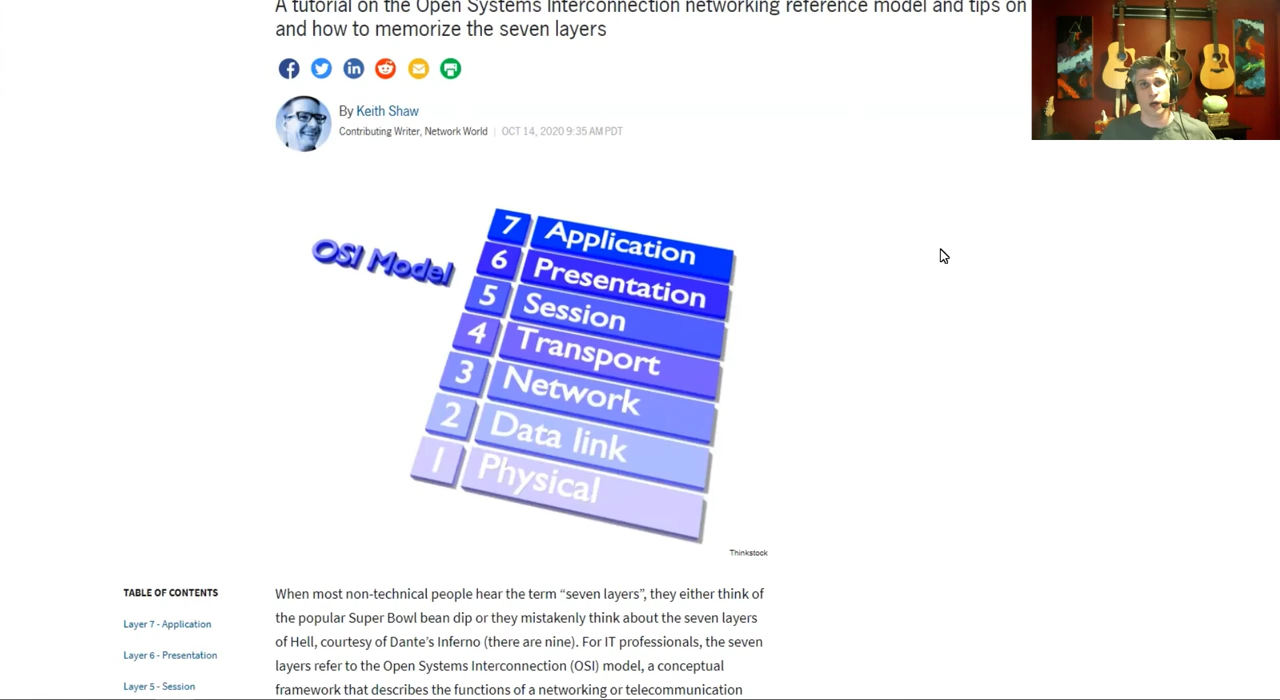 A tutorial on the Open Systems Interconnection networking reference model and tips on
and how to memorize the seven layers
By Keith Shaw
Contributing Writer, Network World | OCT 14, 2020 9:35 AM PDT
OSI Model
7 Application
6 Presentation
5 Session
4 Transport
3 Network
2 Data link
1 Physical
Thinkstock
TABLE OF CONTENTS
Layer 7 - Application
Layer 6 - Presentation
Layer 5 - Session
When most non-technical people hear the term “seven layers”, they either think of
the popular Super Bowl bean dip or they mistakenly think about the seven layers
of Hell, courtesy of Dante’s Inferno (there are nine). For IT professionals, the seven
layers refer to the Open Systems Interconnection (OSI) model, a conceptual
framework that describes the functions of a networking or telecommunication